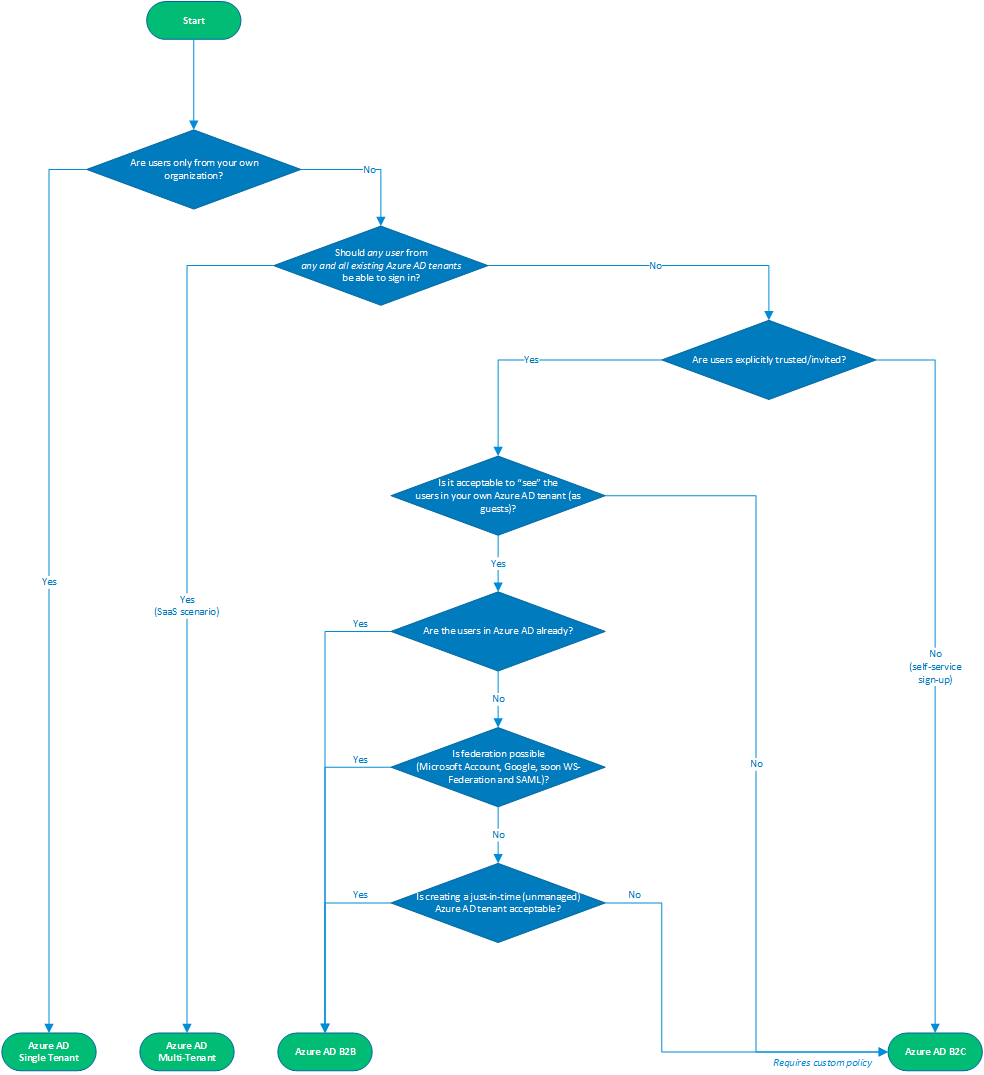 Start
Are users only from your own
organization?
No
Should any user from
any and all existing Azure AD tenants
be able to sign in?
No
Are users explicitly trusted/invited?
Yes
Is it acceptable to “see” the
users in your own Azure AD tenant (as
guests)?
Yes
Yes
Yes
(SaaS scenario)
Yes
Are the users in Azure AD already?
No
(self-service
sign-up)
No
Yes
Is federation possible
(Microsoft Account, Google, soon WS-
Federation and SAML)?
No
No
Yes
Is creating a just-in-time (unmanaged)
Azure AD tenant acceptable?
No
Azure AD
Single Tenant
Azure AD
Multi-Tenant
Azure AD B2B
Azure AD B2C
Requires custom policy